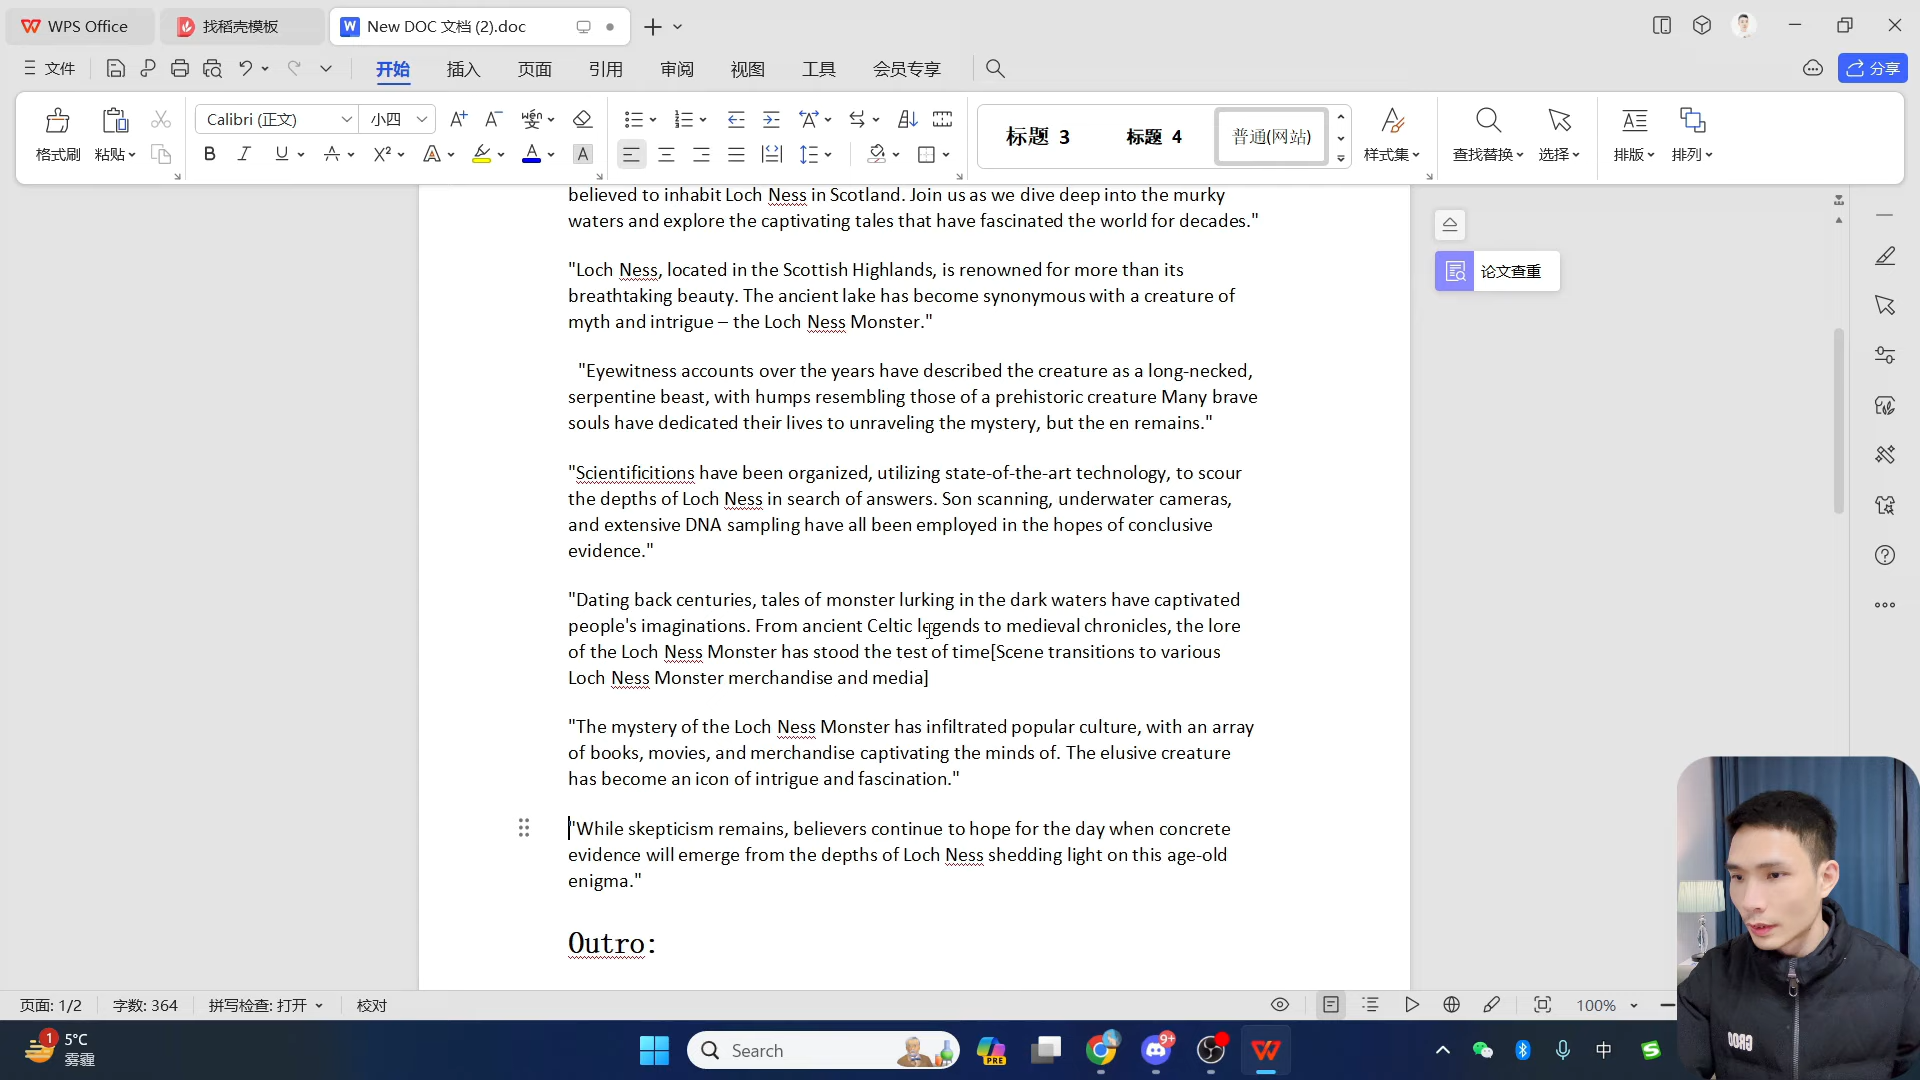 WPS Office
找稻壳模板
New DOC 文档 (2).doc
文件
开始
插入
页面
引用
审阅
视图
工具
会员专享
分享
格式刷
粘贴
Calibri (正文)
小四
标题 3
标题 4
普通(网站)
样式集
查找替换
选择
排版
排列
believed to inhabit Loch Ness in Scotland. Join us as we dive deep into the murky
waters and explore the captivating tales that have fascinated the world for decades."
"Loch Ness, located in the Scottish Highlands, is renowned for more than its
breathtaking beauty. The ancient lake has become synonymous with a creature of
myth and intrigue – the Loch Ness Monster."
"Eyewitness accounts over the years have described the creature as a long-necked,
serpentine beast, with humps resembling those of a prehistoric creature Many brave
souls have dedicated their lives to unraveling the mystery, but the en remains."
"Scientificitions have been organized, utilizing state-of-the-art technology, to scour
the depths of Loch Ness in search of answers. Son scanning, underwater cameras,
and extensive DNA sampling have all been employed in the hopes of conclusive
evidence."
"Dating back centuries, tales of monster lurking in the dark waters have captivated
people's imaginations. From ancient Celtic legends to medieval chronicles, the lore
of the Loch Ness Monster has stood the test of time[Scene transitions to various
Loch Ness Monster merchandise and media]
"The mystery of the Loch Ness Monster has infiltrated popular culture, with an array
of books, movies, and merchandise captivating the minds of. The elusive creature
has become an icon of intrigue and fascination."
"While skepticism remains, believers continue to hope for the day when concrete
evidence will emerge from the depths of Loch Ness shedding light on this age-old
enigma."
Outro:
论文查重
页面: 1/2
字数: 364
拼写检查: 打开
校对
100%
1
5°C
雾霾
Search
PRE
9+
中